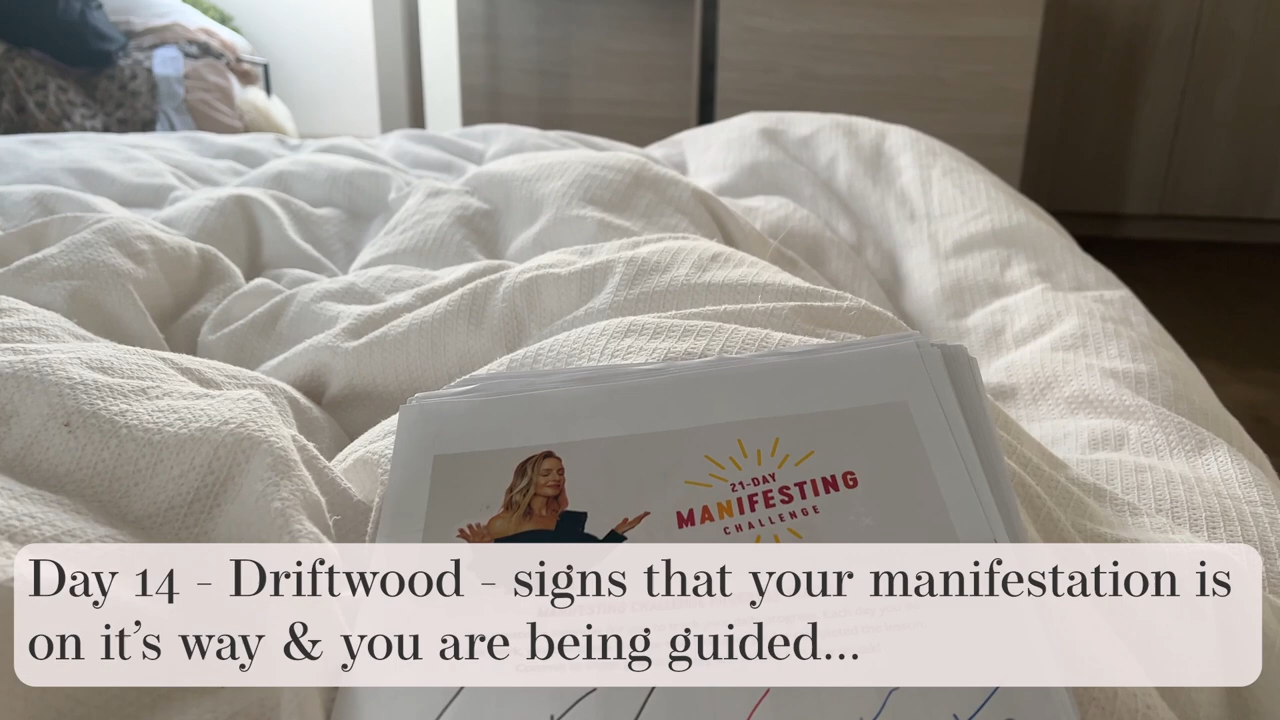 21-DAY
MANIFESTING
CHALLENGE
Day 14 - Driftwood - signs that your manifestation is
on it’s way & you are being guided...